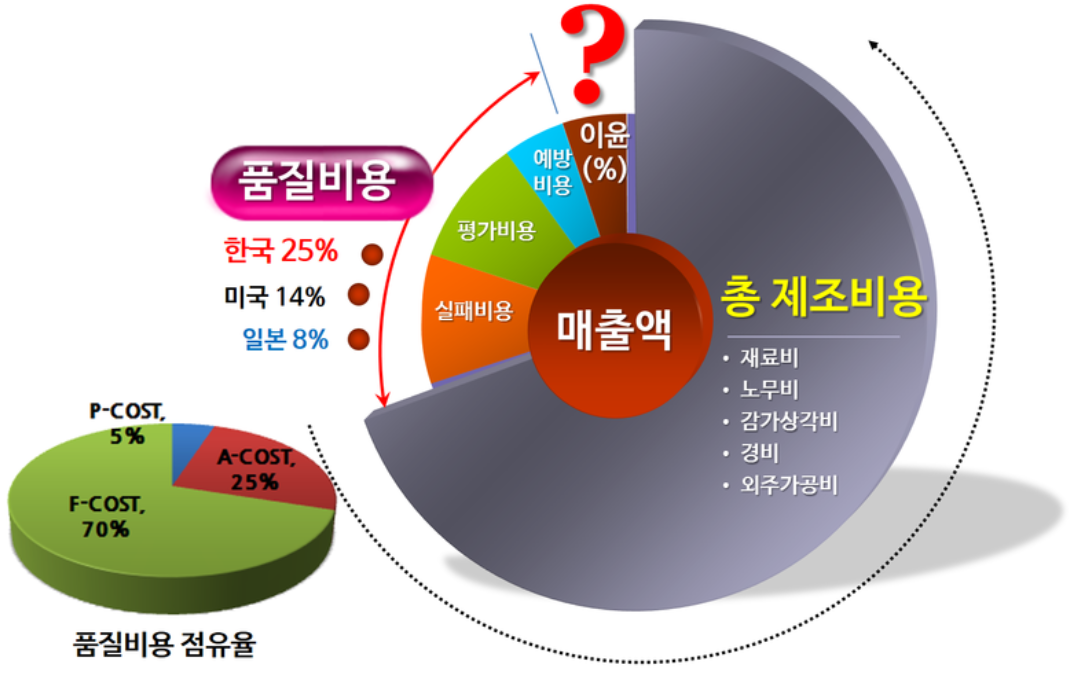 ?
이윤
(%)
예방
비용
품질비용
평가비용
한국 25%
미국 14%
일본 8%
실패비용
매출액
총 제조비용
• 재료비
• 노무비
• 감가상각비
• 경비
• 외주가공비
P-COST,
5%
A-COST,
25%
F-COST,
70%
품질비용 점유율